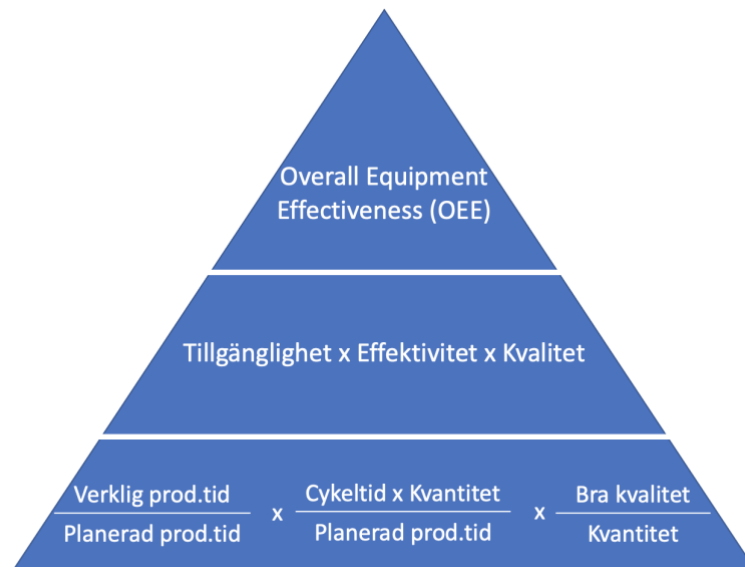 Overall Equipment
Effectiveness (OEE)
Tillgänglighet x Effektivitet x Kvalitet
Verklig prod.tid
Planerad prod.tid
x
Cykeltid x Kvantitet
Planerad prod.tid
x
Bra kvalitet
Kvantitet